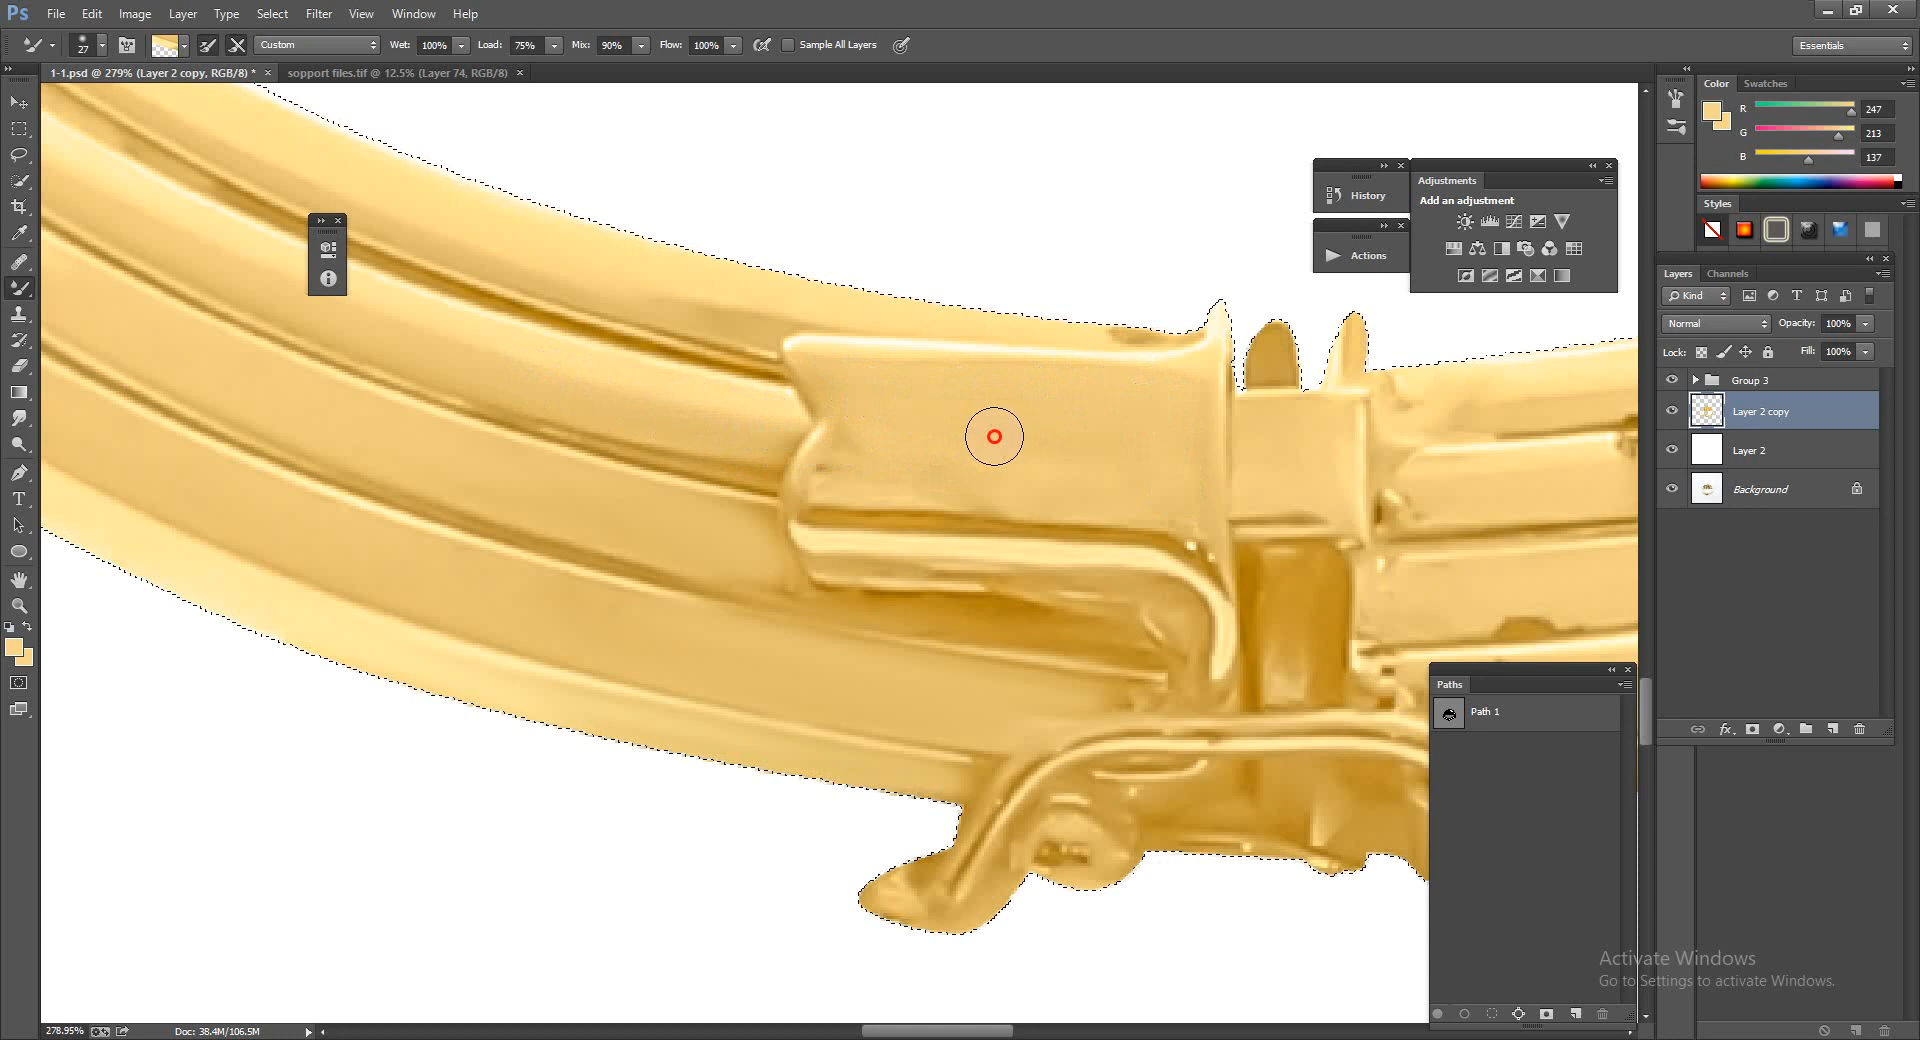 Ps File Edit Image Layer Type Select Filter View Window Help
27 Custom Wet: 100% Load: 75% Mix: 90% Flow: 100% Sample All Layers Essentials
1-1.psd @ 279% (Layer 2 copy, RGB/8) * × sopport files.tif @ 12.5% (Layer 74, RGB/8) ×
Color Swatches
R 247
G 213
B 137
History
Actions
Adjustments
Add an adjustment
Styles
Layers Channels
Kind
Normal Opacity: 100%
Lock: Fill: 100%
Group 3
Layer 2 copy
Layer 2
Background
Paths
Path 1
Activate Windows
Go to Settings to activate Windows.
278.95% Doc: 38.4M/106.5M